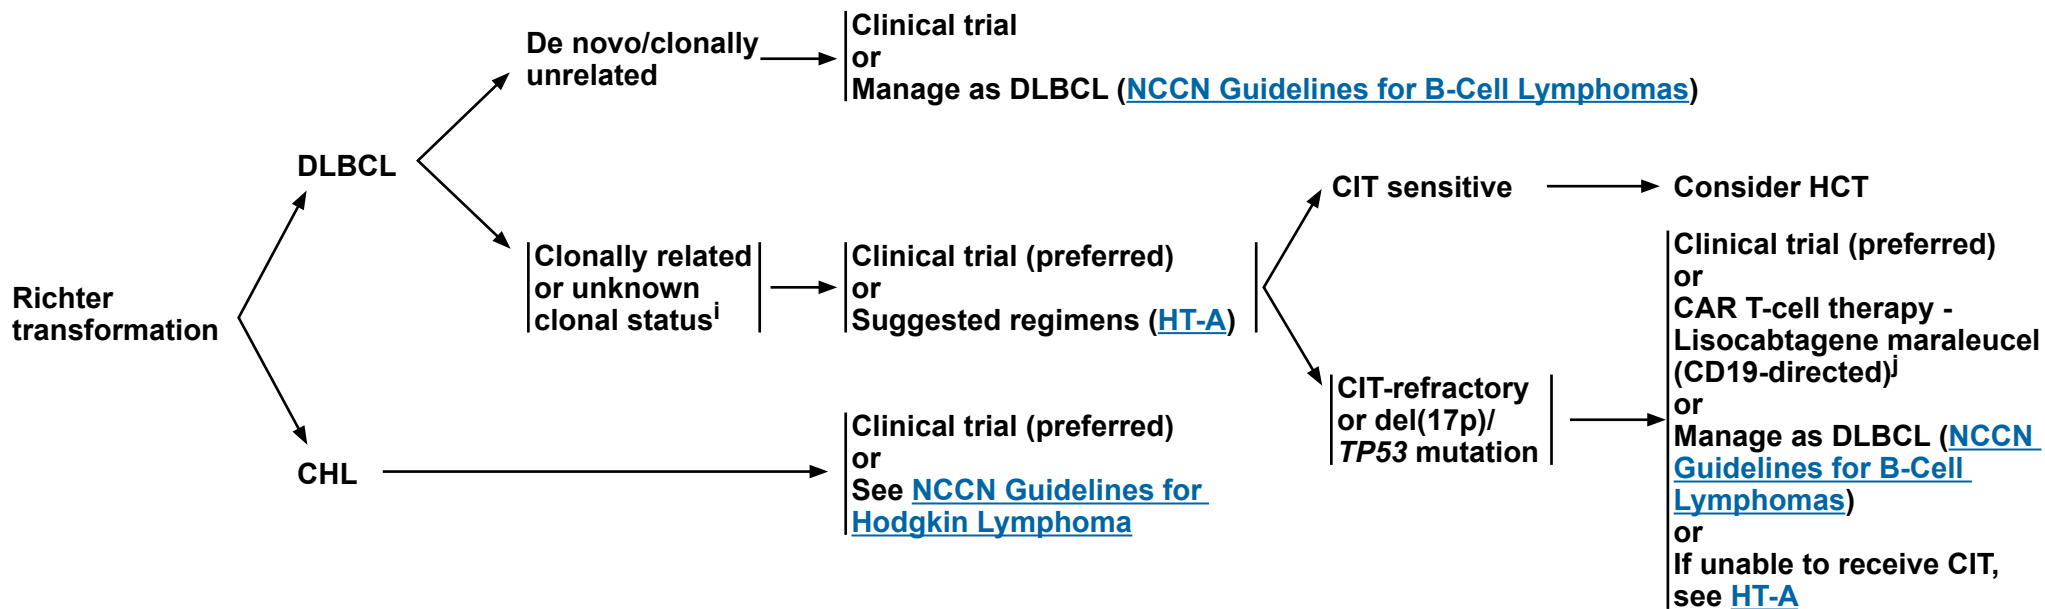 De novo/clonally
unrelated
Clinical trial
or
Manage as DLBCL (NCCN Guidelines for B-Cell Lymphomas)
DLBCL
CIT sensitive
Consider HCT
Richter
transformation
Clonally related
or unknown
clonal statusⁱ
Clinical trial (preferred)
or
Suggested regimens (HT-A)
CIT-refractory
or del(17p)/
TP53 mutation
Clinical trial (preferred)
or
CAR T-cell therapy -
Lisocabtagene maraleucel
(CD19-directed)ʲ
or
Manage as DLBCL (NCCN
Guidelines for B-Cell
Lymphomas)
or
If unable to receive CIT,
see HT-A
CHL
Clinical trial (preferred)
or
See NCCN Guidelines for
Hodgkin Lymphoma